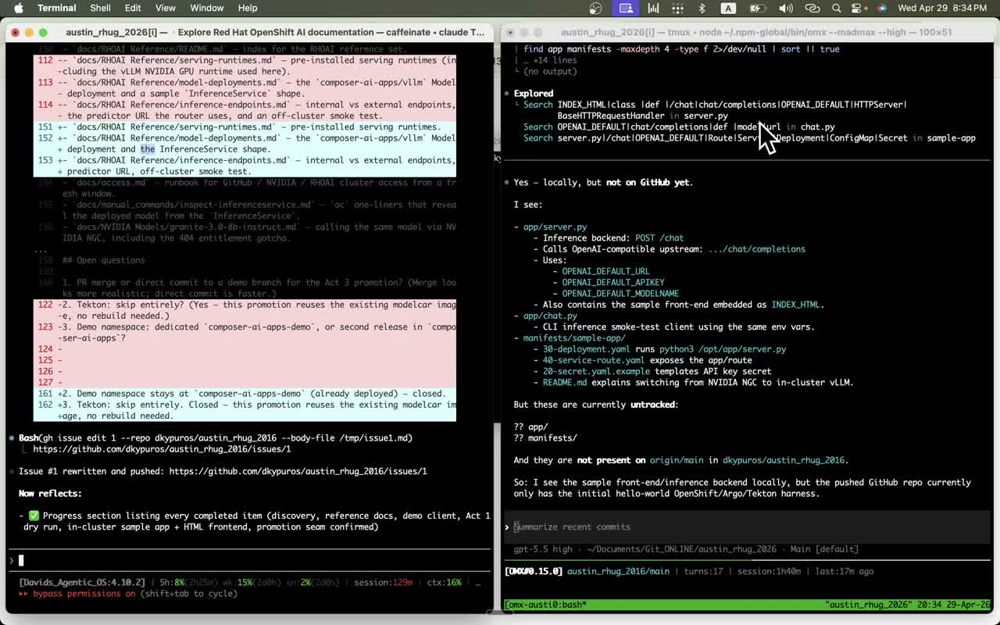 Terminal Shell Edit View Window Help
A Wed Apr 29 8:34 PM
austin_rhug_2026[i] — · Explore Red Hat OpenShift AI documentation — caffeinate ◂ claude T...
150 - `docs/RHOAI Reference/README.md` – index for the RHOAI reference set.
112 -- `docs/RHOAI Reference/serving-runtimes.md` – pre-installed serving runtimes (in
-cluding the vLLM NVIDIA GPU runtime used here).
113 -- `docs/RHOAI Reference/model-deployments.md` – the `composer-ai-apps/vllm` Model
- deployment and a sample `InferenceService` shape.
114 -- `docs/RHOAI Reference/inference-endpoints.md` – internal vs external endpoints,
- the predictor URL the router uses, and an off-cluster smoke test.
151 +- `docs/RHOAI Reference/serving-runtimes.md` – pre-installed serving runtimes.
152 +- `docs/RHOAI Reference/model-deployments.md` – the `composer-ai-apps/vllm` Model
+ deployment and the InferenceService shape.
153 +- `docs/RHOAI Reference/inference-endpoints.md` – internal vs external endpoints,
+ predictor URL, off-cluster smoke test.
154 - `docs/access.md` – runbook for GitHub / NVIDIA / RHOAI cluster access from a fr
esh window.
155 - `docs/manual_commands/inspect-inferenceservice.md` – `oc` one-liners that revea
l the deployed model from the `InferenceService`.
156 - `docs/NVIDIA Models/granite-3.0-8b-instruct.md` – calling the same model via NV
IDIA NGC, including the 404 entitlement gotcha.
...
158 ## Open questions
159
160 1. PR merge or direct commit to a demo branch for the Act 3 promotion? (Merge loo
ks more realistic; direct commit is faster.)
122 -2. Tekton: skip entirely? (Yes – this promotion reuses the existing modelcar imag
-e, no rebuild needed.)
123 -3. Demo namespace: dedicated `composer-ai-apps-demo`, or second release in `compo
-ser-ai-apps`?
124 -
125 -
126 -
127 -
161 +2. Demo namespace stays at `composer-ai-apps-demo` (already deployed) – closed.
162 +3. Tekton: skip entirely. Closed – this promotion reuses the existing modelcar im
+age, no rebuild needed.
Bash(gh issue edit 1 --repo dkypuros/austin_rhug_2016 --body-file /tmp/issue1.md)
https://github.com/dkypuros/austin_rhug_2016/issues/1
Issue #1 rewritten and pushed: https://github.com/dkypuros/austin_rhug_2016/issues/1
Now reflects:
- ✅ Progress section listing every completed item (discovery, reference docs, demo client, Act 1
dry run, in-cluster sample app + HTML frontend, promotion seam confirmed)
[Davids_Agentic_OS:4.10.2] | 5h:8%(2h25m) wk:15%(2d0h) sn:2%(2d0h) | session:129m | ctx:16% | …
▸▸ bypass permissions on (shift+tab to cycle)
austin_rhug_2026[i] — tmux ◂ node ~/.npm-global/bin/omx --madmax --high — 100×51
| find app manifests -maxdepth 4 -type f 2>/dev/null | sort || true
| … +14 lines
└ (no output)
Explored
└ Search INDEX_HTML|class |def |/chat|chat/completions|OPENAI_DEFAULT|HTTPServer|
BaseHTTPRequestHandler in server.py
Search OPENAI_DEFAULT|chat/completions|def |model url in chat.py
Search server.py|/chat|OPENAI_DEFAULT|Route|Serv Deployment|ConfigMap|Secret in sample-app
Yes – locally, but not on GitHub yet.
I see:
- app/server.py
- Inference backend: POST /chat
- Calls OpenAI-compatible upstream: .../chat/completions
- Uses:
- OPENAI_DEFAULT_URL
- OPENAI_DEFAULT_APIKEY
- OPENAI_DEFAULT_MODELNAME
- Also contains the sample front-end embedded as INDEX_HTML.
- app/chat.py
- CLI inference smoke-test client using the same env vars.
- manifests/sample-app/
- 30-deployment.yaml runs python3 /opt/app/server.py
- 40-service-route.yaml exposes the app/route
- 20-secret.yaml.example templates API key secret
- README.md explains switching from NVIDIA NGC to in-cluster vLLM.
But these are currently untracked:
?? app/
?? manifests/
And they are not present on origin/main in dkypuros/austin_rhug_2016.
So: I see the sample front-end/inference backend locally, but the pushed GitHub repo currently
only has the initial hello-world OpenShift/Argo/Tekton harness.
› Summarize recent commits
gpt-5.5 high · ~/Documents/Git_ONLINE/austin_rhug_2026 · Main [default]
[OMX#0.15.0] austin_rhug_2016/main | turns:17 | session:1h40m | last:17m ago
[omx-austi0:bash* "austin_rhug_2026" 20:34 29-Apr-26